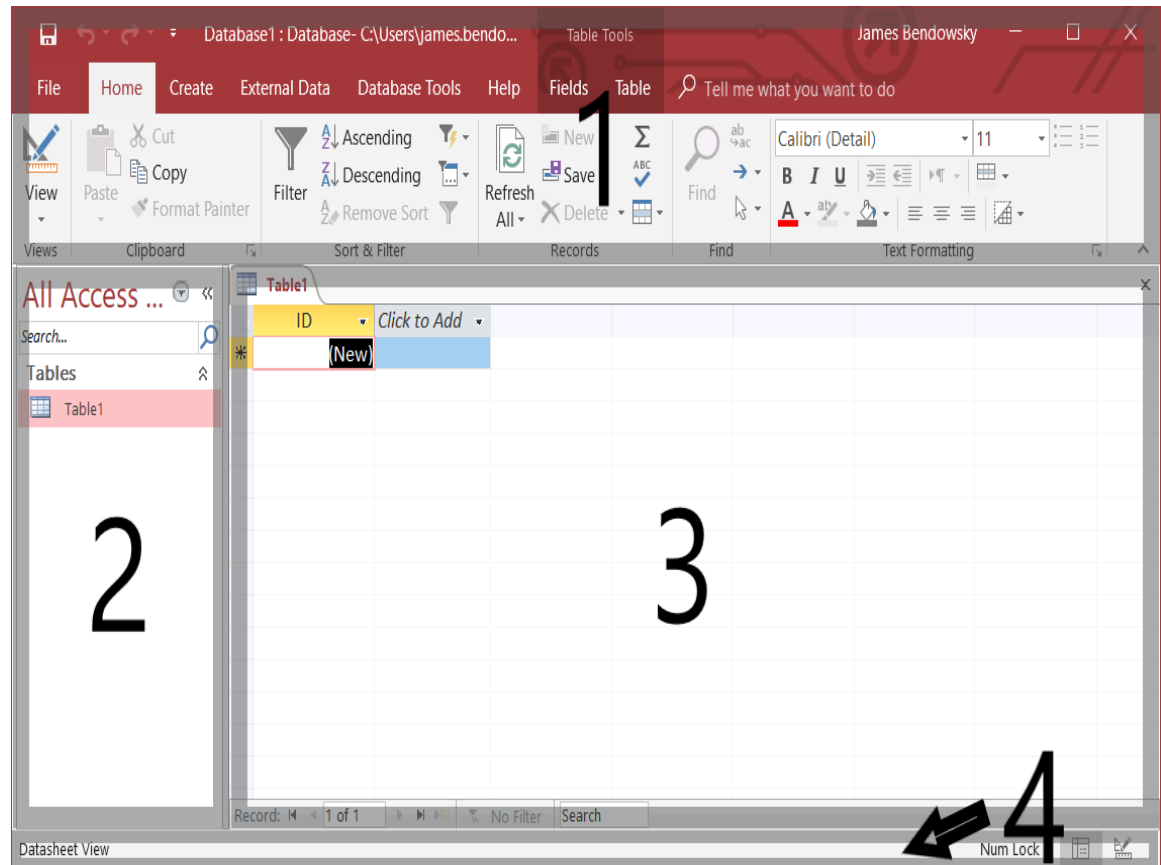 Database1 : Database- C:\Users\james.bendo... Table Tools James Bendowsky
File Home Create External Data Database Tools Help Fields Table Tell me what you want to do
1
Cut Ascending New Σ ab Calibri (Detail) 11
ac
View Paste Copy Filter Descending Refresh Save ABC Find B I U
Format Painter Remove Sort All Delete A ab
Views Clipboard Sort & Filter Records Find Text Formatting
All Access ... Table1
Search... ID Click to Add
(New)
Tables
Table1
2 3
4
Record: 1 of 1 No Filter Search
Datasheet View Num Lock